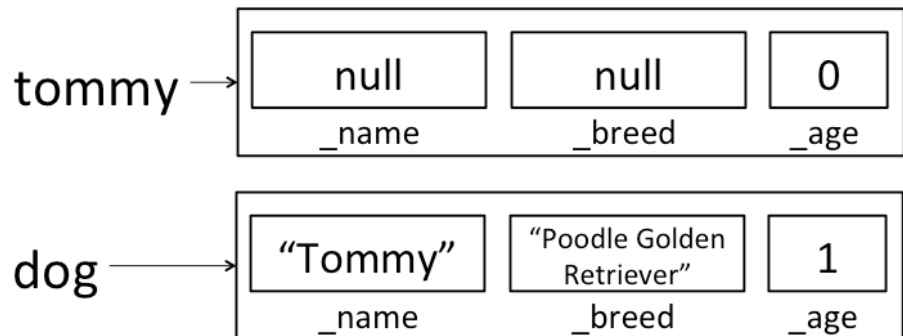 tommy
null null 0
_name _breed _age
dog
“Tommy” “Poodle Golden
Retriever” 1
_name _breed _age